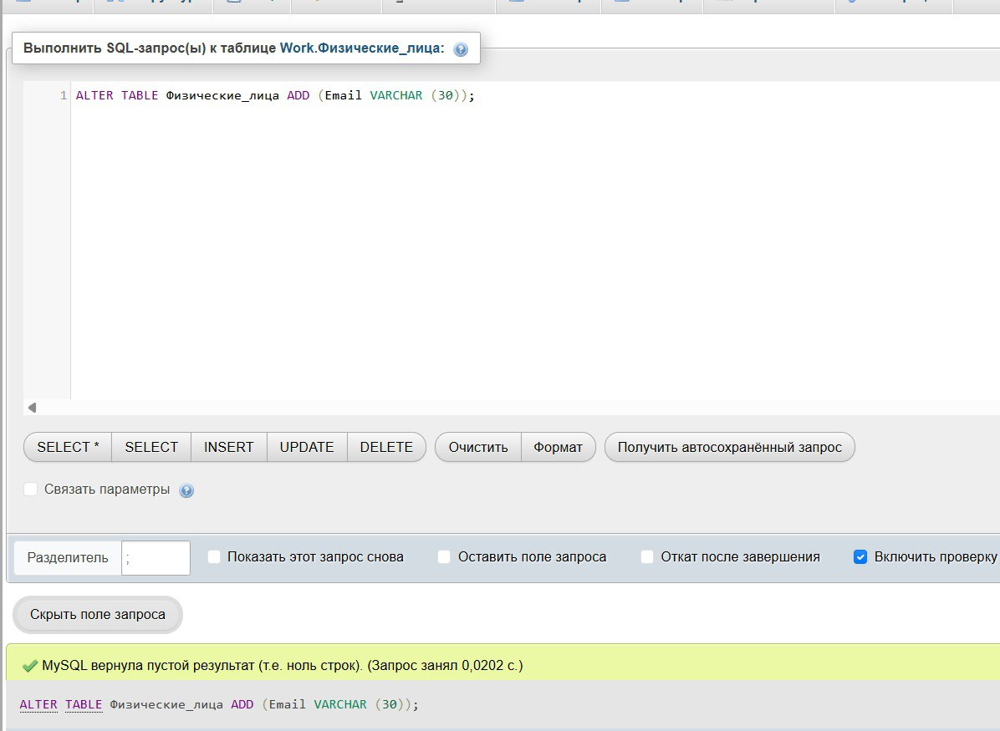 Выполнить SQL-запрос(ы) к таблице Work.Физические_лица:
1 ALTER TABLE Физические_лица ADD (Email VARCHAR (30));
SELECT * SELECT INSERT UPDATE DELETE Очистить Формат Получить автосохранённый запрос
Связать параметры
Разделитель ; Показать этот запрос снова Оставить поле запроса Откат после завершения Включить проверку
Скрыть поле запроса
MySQL вернула пустой результат (т.е. ноль строк). (Запрос занял 0,0202 с.)
ALTER TABLE Физические_лица ADD (Email VARCHAR (30));